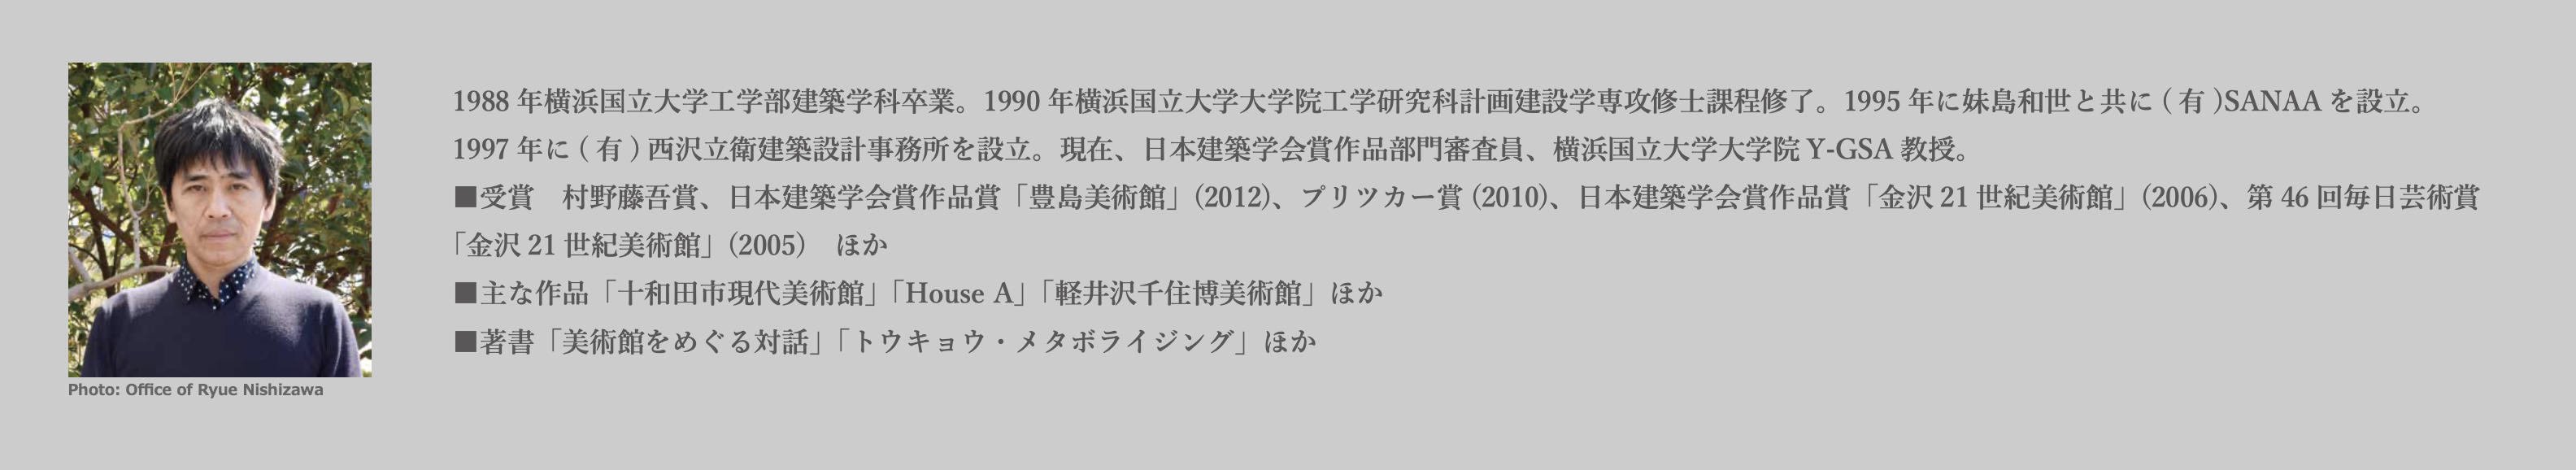 1988 年横浜国立大学工学部建築学科卒業。1990 年横浜国立大学大学院工学研究科計画建設学専攻修士課程修了。1995 年に妹島和世と共に ( 有 )SANAA を設立。
1997 年に ( 有 ) 西沢立衛建築設計事務所を設立。現在、日本建築学会賞作品部門審査員、横浜国立大学大学院 Y-GSA 教授。
■受賞　村野藤吾賞、日本建築学会賞作品賞「豊島美術館」(2012)、プリツカー賞 (2010)、日本建築学会賞作品賞「金沢 21 世紀美術館」(2006)、第 46 回毎日芸術賞
「金沢 21 世紀美術館」(2005)　ほか
■主な作品「十和田市現代美術館」「House A」「軽井沢千住博美術館」ほか
■著書「美術館をめぐる対話」「トウキョウ・メタボライジング」ほか
Photo: Office of Ryue Nishizawa